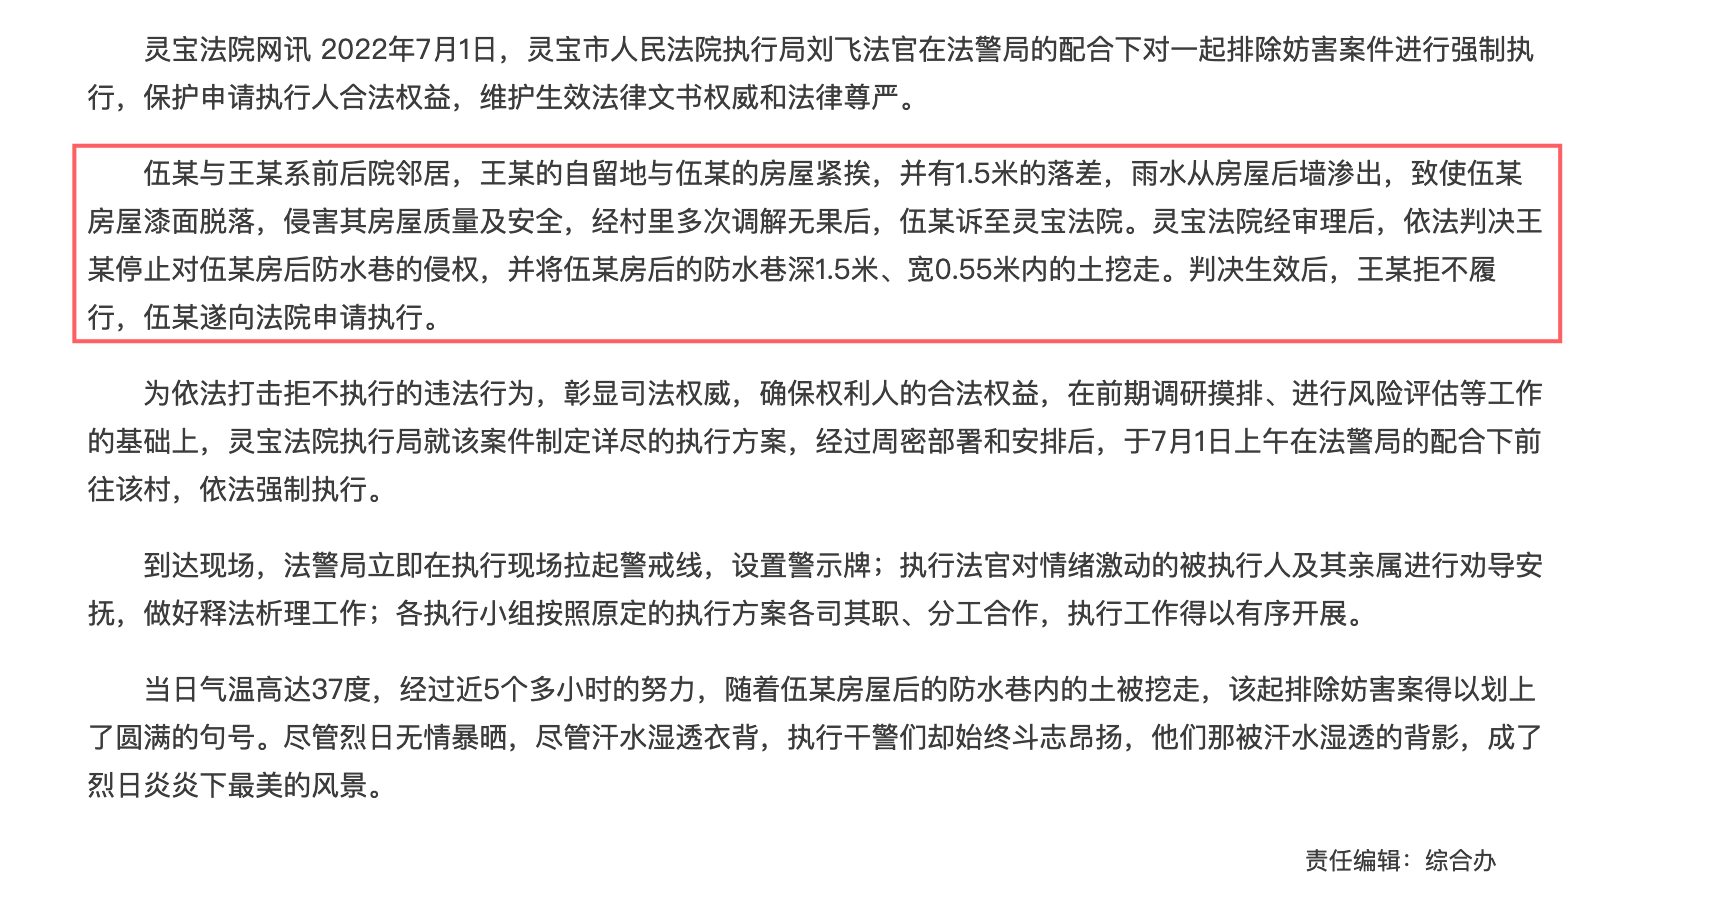 灵宝法院网讯 2022年7月1日，灵宝市人民法院执行局刘飞法官在法警局的配合下对一起排除妨害案件进行强制执
行，保护申请执行人合法权益，维护生效法律文书权威和法律尊严。
伍某与王某系前后院邻居，王某的自留地与伍某的房屋紧挨，并有1.5米的落差，雨水从房屋后墙渗出，致使伍某
房屋漆面脱落，侵害其房屋质量及安全，经村里多次调解无果后，伍某诉至灵宝法院。灵宝法院经审理后，依法判决王
某停止对伍某房后防水巷的侵权，并将伍某房后的防水巷深1.5米、宽0.55米内的土挖走。判决生效后，王某拒不履
行，伍某遂向法院申请执行。
为依法打击拒不执行的违法行为，彰显司法权威，确保权利人的合法权益，在前期调研摸排、进行风险评估等工作
的基础上，灵宝法院执行局就该案件制定详尽的执行方案，经过周密部署和安排后，于7月1日上午在法警局的配合下前
往该村，依法强制执行。
到达现场，法警局立即在执行现场拉起警戒线，设置警示牌；执行法官对情绪激动的被执行人及其亲属进行劝导安
抚，做好释法析理工作；各执行小组按照原定的执行方案各司其职、分工合作，执行工作得以有序开展。
当日气温高达37度，经过近5个多小时的努力，随着伍某房屋后的防水巷内的土被挖走，该起排除妨害案得以划上
了圆满的句号。尽管烈日无情暴晒，尽管汗水湿透衣背，执行干警们却始终斗志昂扬，他们那被汗水湿透的背影，成了
烈日炎炎下最美的风景。
责任编辑：综合办